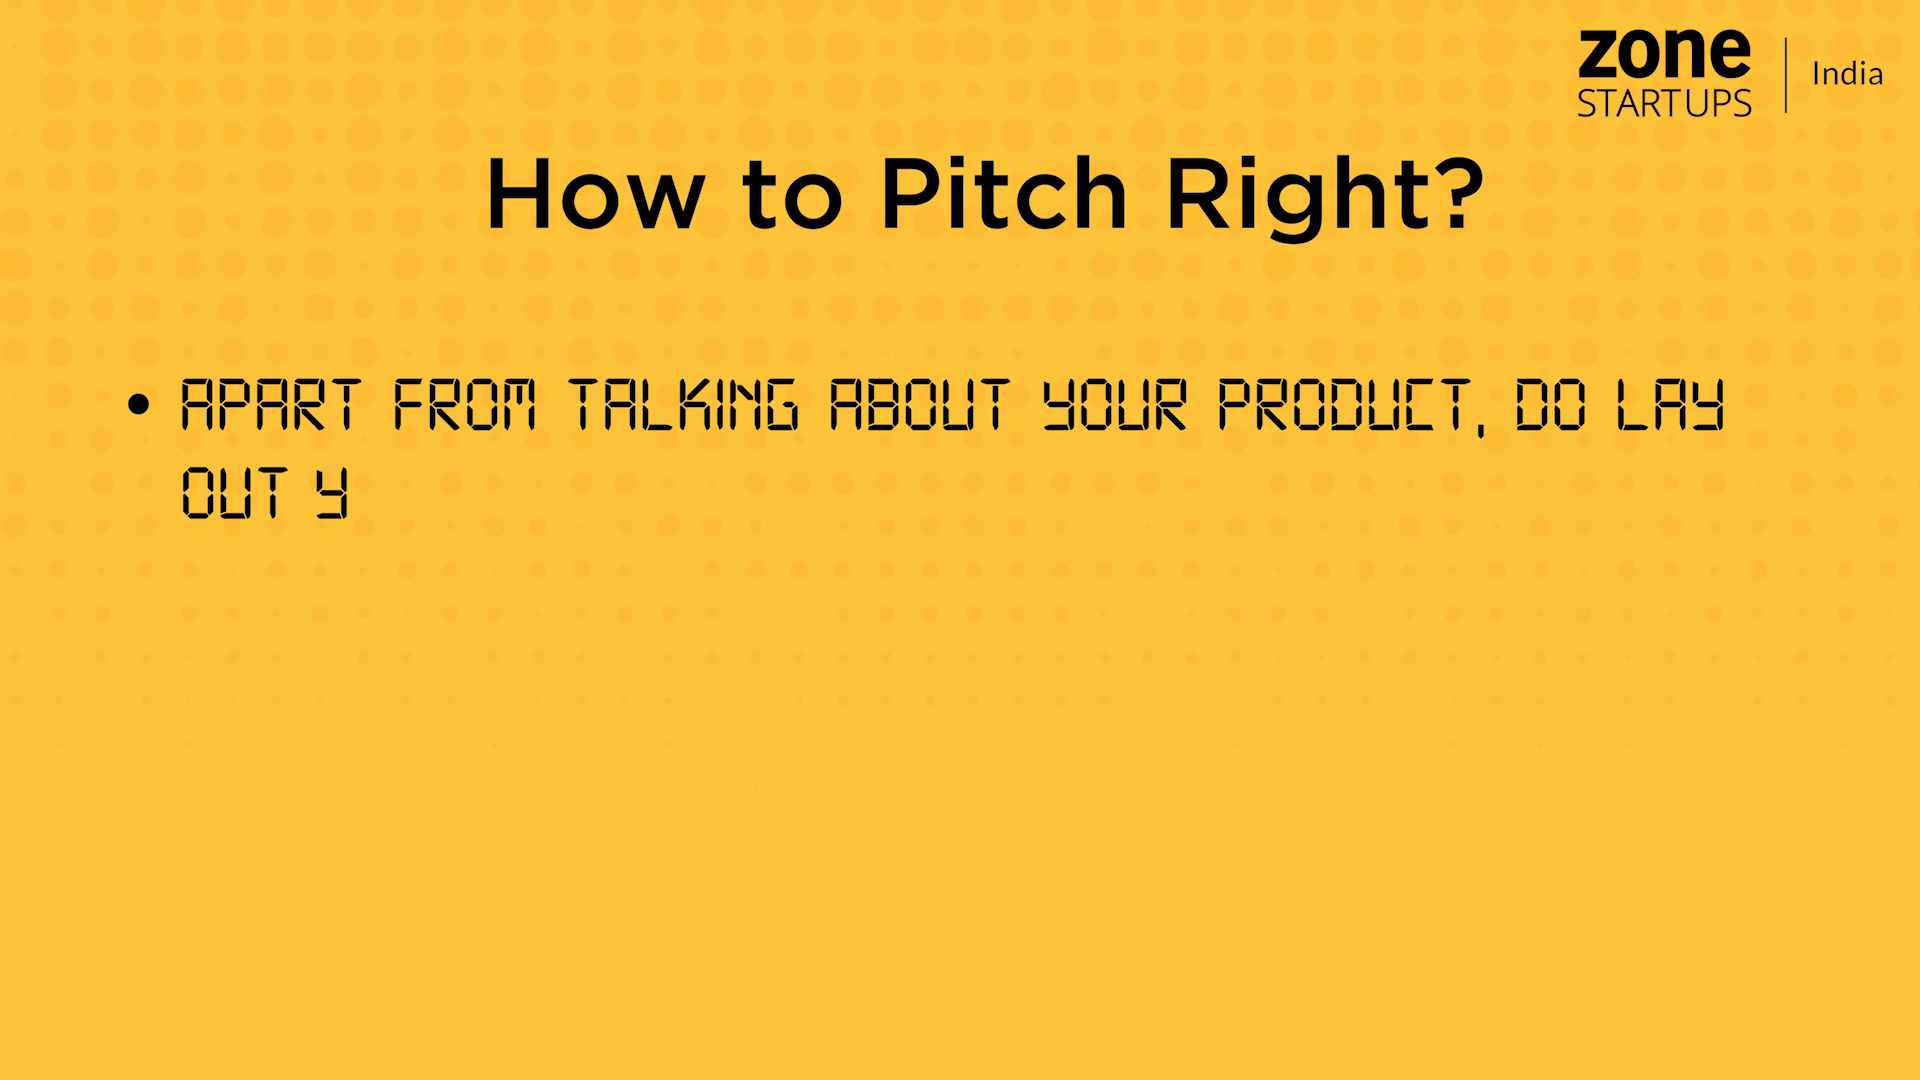 zone
STARTUPS
India
How to Pitch Right?
• APART FROM TALKING ABOUT YOUR PRODUCT, DO LAY
OUT Y